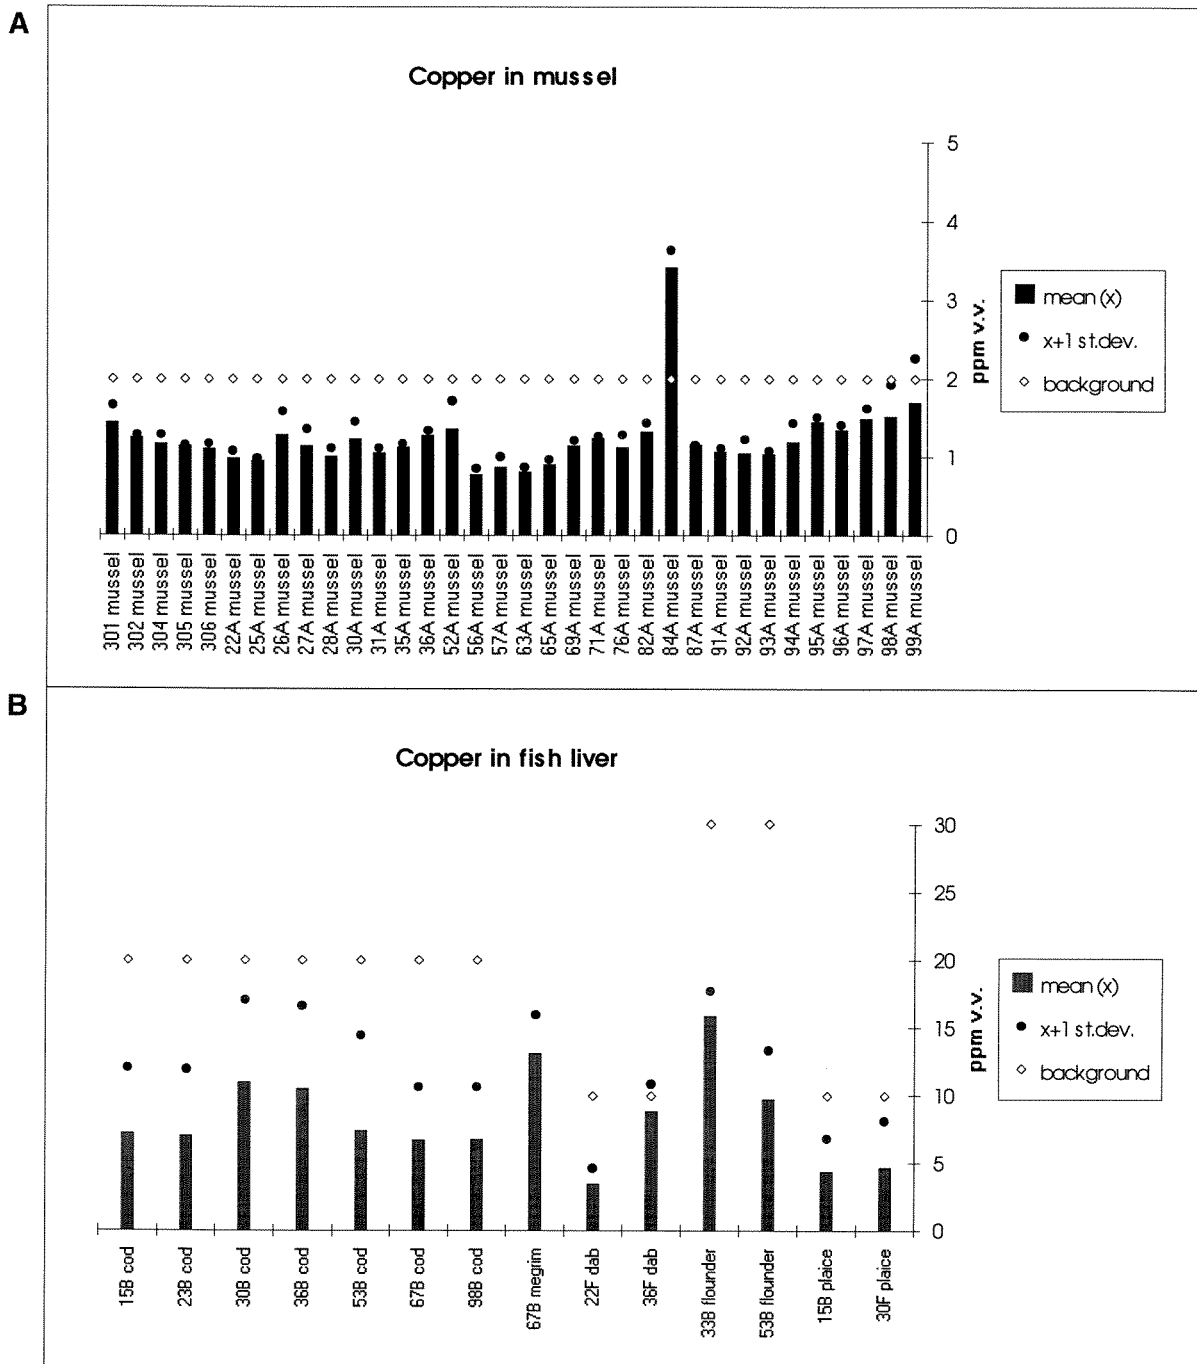 A
Copper in mussel
5
4
3
2
1
0
ppm v.v.
mean (x)
x+1 st.dev.
background
301 mussel
302 mussel
304 mussel
305 mussel
306 mussel
22A mussel
25A mussel
26A mussel
27A mussel
28A mussel
30A mussel
31A mussel
35A mussel
36A mussel
52A mussel
56A mussel
57A mussel
63A mussel
65A mussel
69A mussel
71A mussel
76A mussel
82A mussel
84A mussel
87A mussel
91A mussel
92A mussel
93A mussel
94A mussel
95A mussel
96A mussel
97A mussel
98A mussel
99A mussel
B
Copper in fish liver
30
25
20
15
10
5
0
ppm v.v.
mean (x)
x+1 st.dev.
background
15B cod
23B cod
30B cod
36B cod
53B cod
67B cod
98B cod
67B megrim
22F dab
36F dab
33B flounder
53B flounder
15B plaice
30F plaice